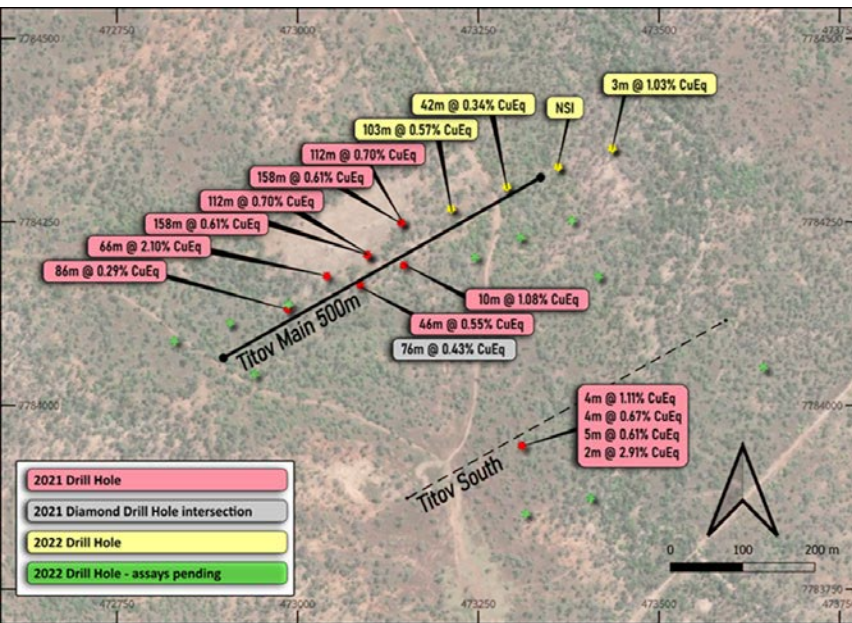 472750
473000
473250
473500
473750
7784500
7784500
3m @ 1.03% CuEq
42m @ 0.34% CuEq
NSI
103m @ 0.57% CuEq
112m @ 0.70% CuEq
158m @ 0.61% CuEq
112m @ 0.70% CuEq
158m @ 0.61% CuEq
7784250
7784250
66m @ 2.10% CuEq
86m @ 0.29% CuEq
10m @ 1.08% CuEq
46m @ 0.55% CuEq
76m @ 0.43% CuEq
Titov Main 500m
7784000
7784000
4m @ 1.11% CuEq
4m @ 0.67% CuEq
5m @ 0.61% CuEq
2m @ 2.91% CuEq
Titov South
2021 Drill Hole
2021 Diamond Drill Hole intersection
2022 Drill Hole
2022 Drill Hole - assays pending
0 100 200 m
7783750
472750
473000
473250
473500